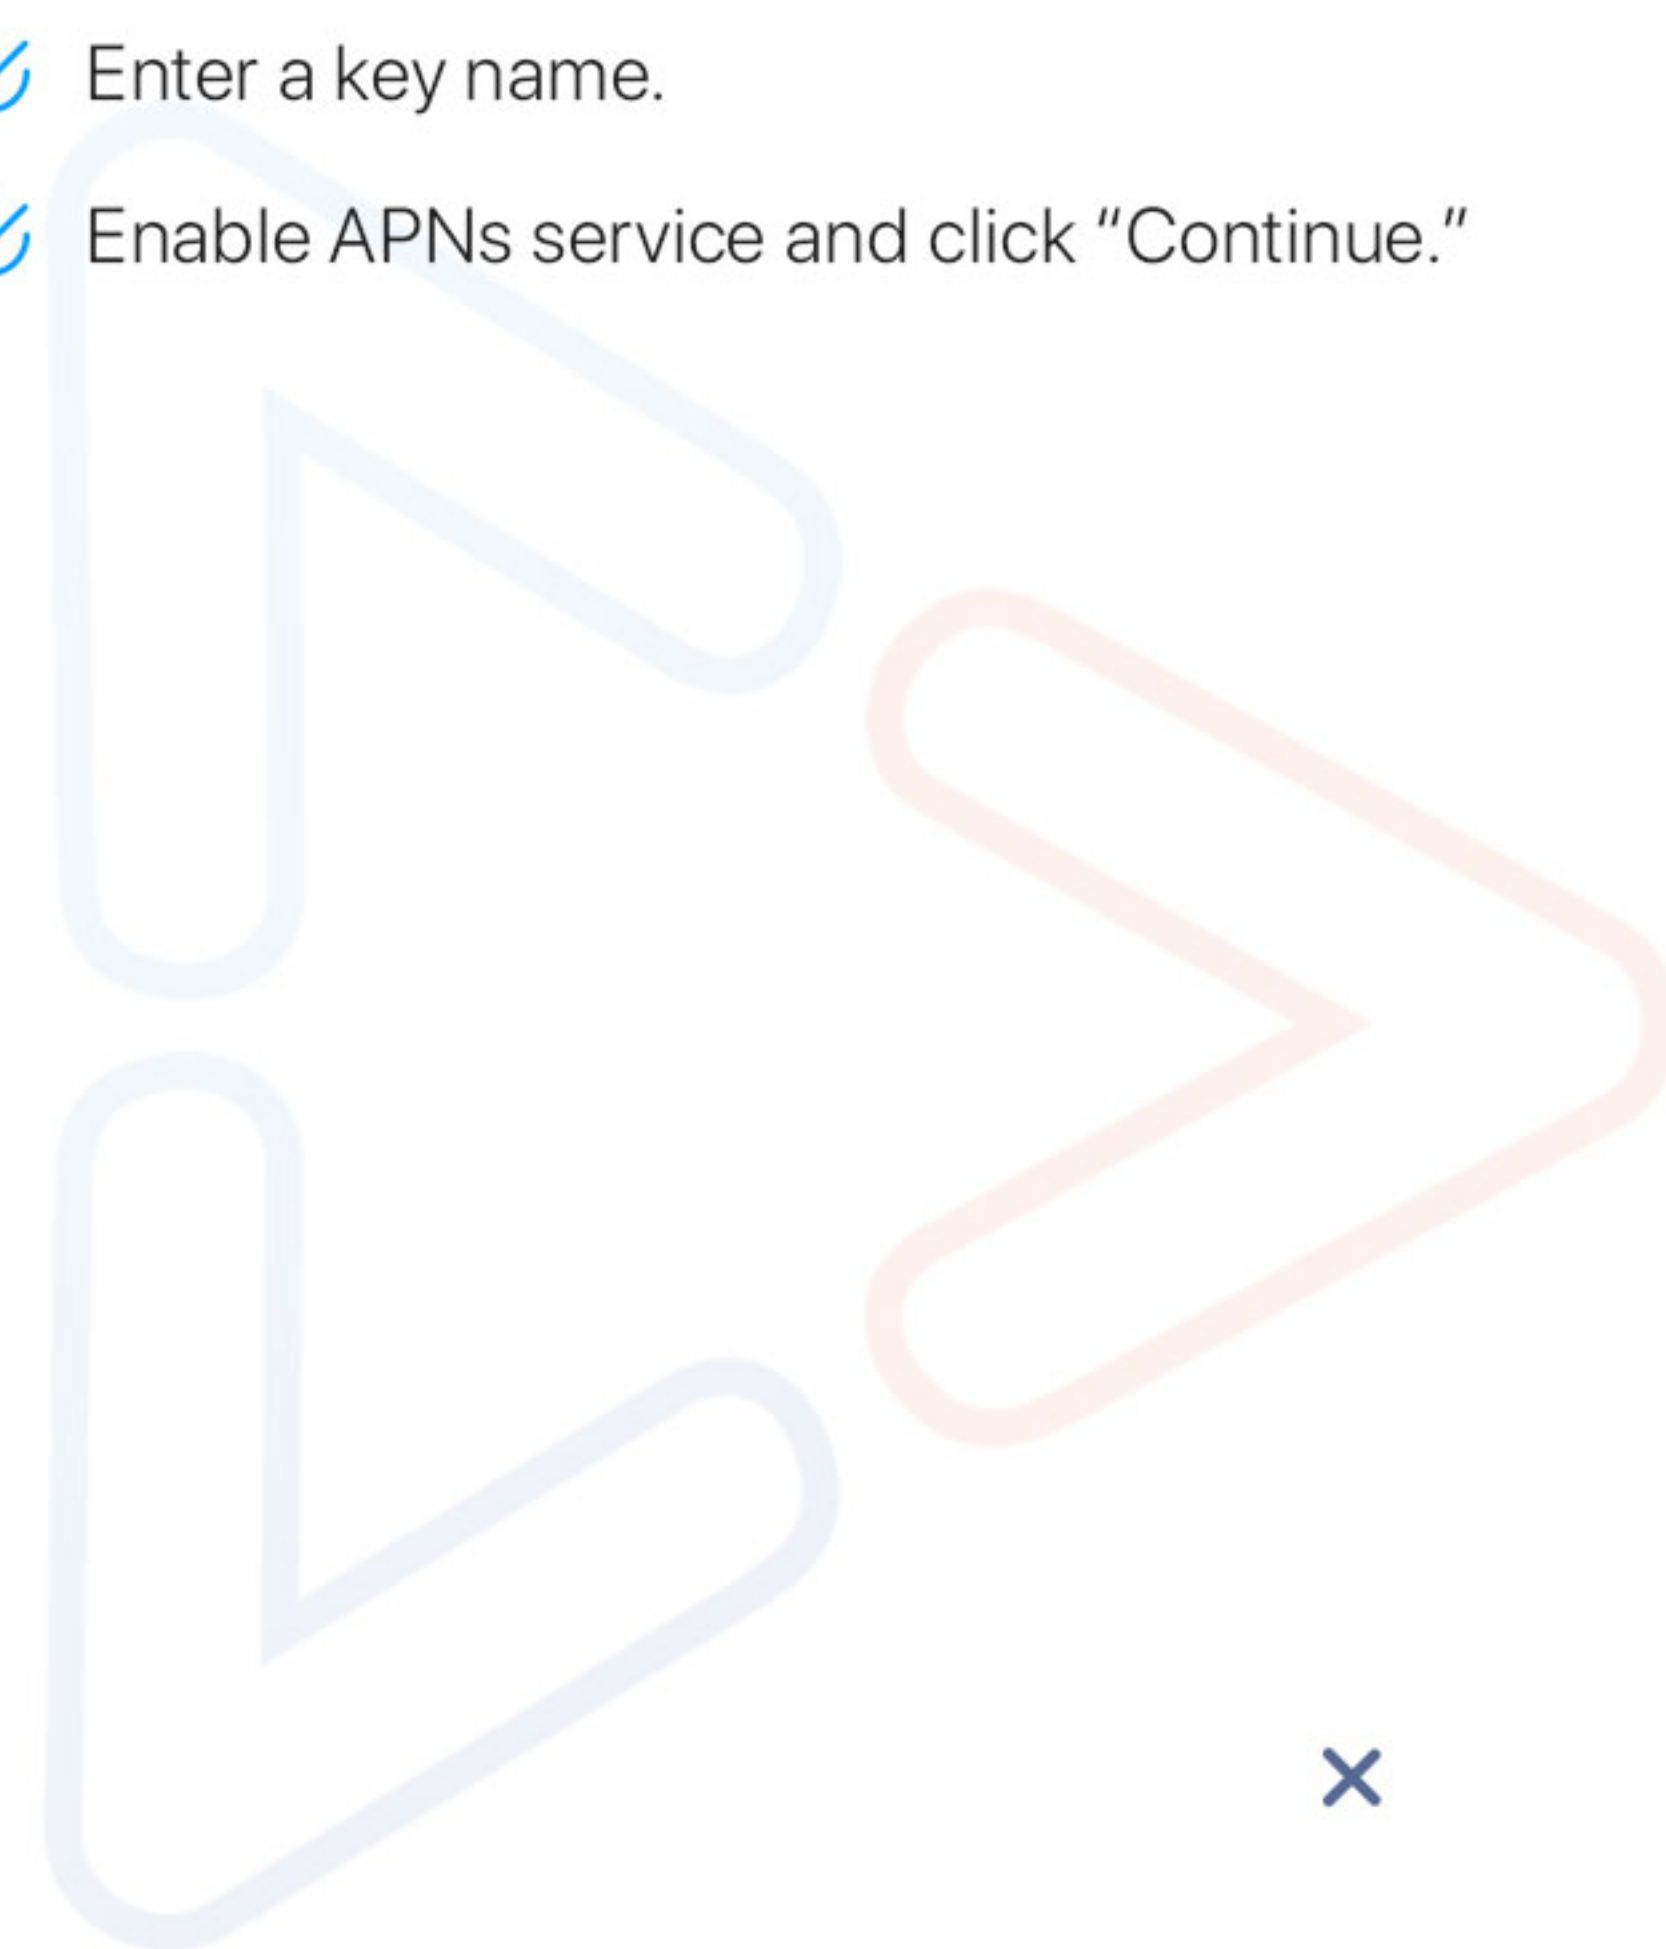 Enter a key name.
Enable APNs service and click “Continue.”